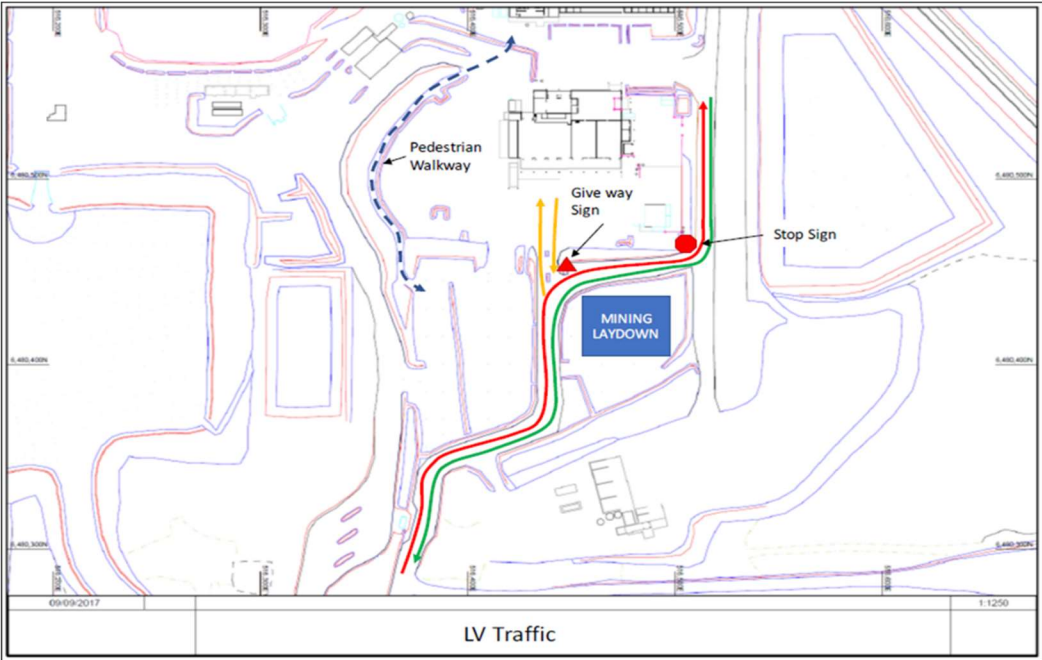 Pedestrian
Walkway
Give way
Sign
Stop Sign
6,480,500N
6,480,500N
MINING
LAYDOWN
6,480,400N
6,480,400N
6,480,300N
6,480,300N
09/09/2017
1:1250
LV Traffic